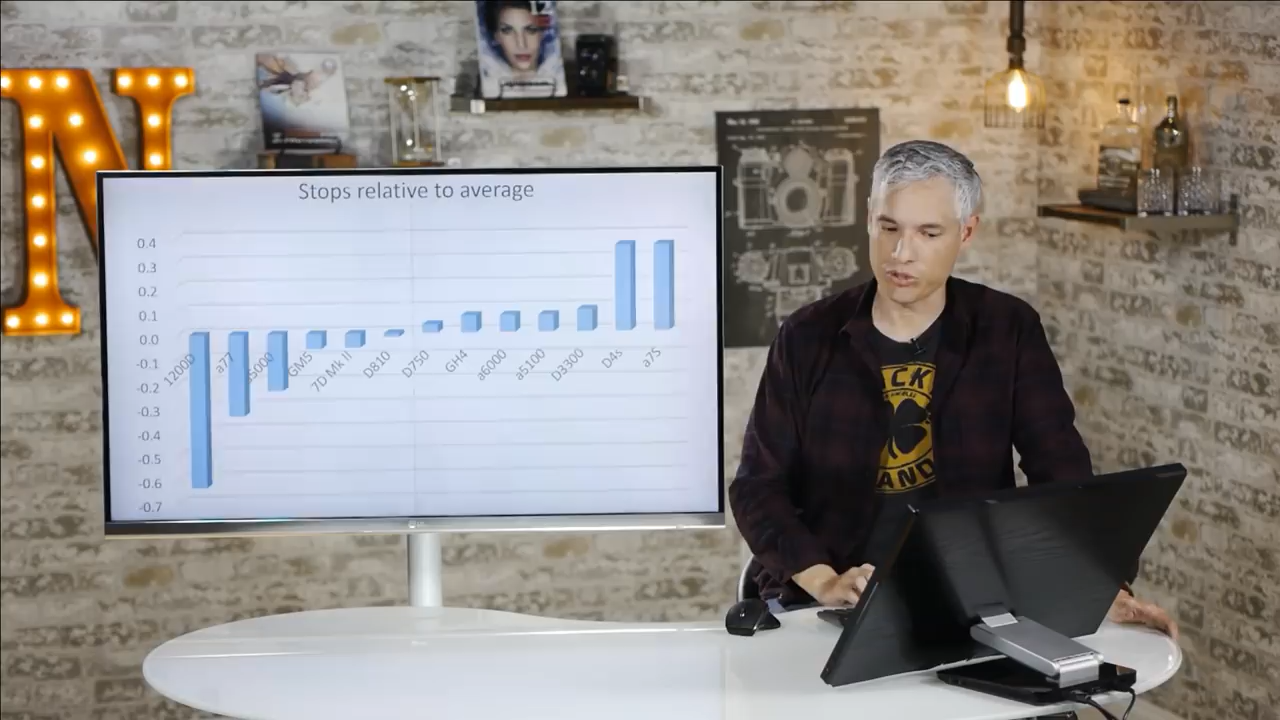 N
Stops relative to average
0.4
0.3
0.2
0.1
0.0
-0.1
-0.2
-0.3
-0.4
-0.5
-0.6
-0.7
1200D
a77
a5000
GM5
7D Mk II
D810
D750
GH4
a6000
a5100
D3300
D4s
a7S
LG